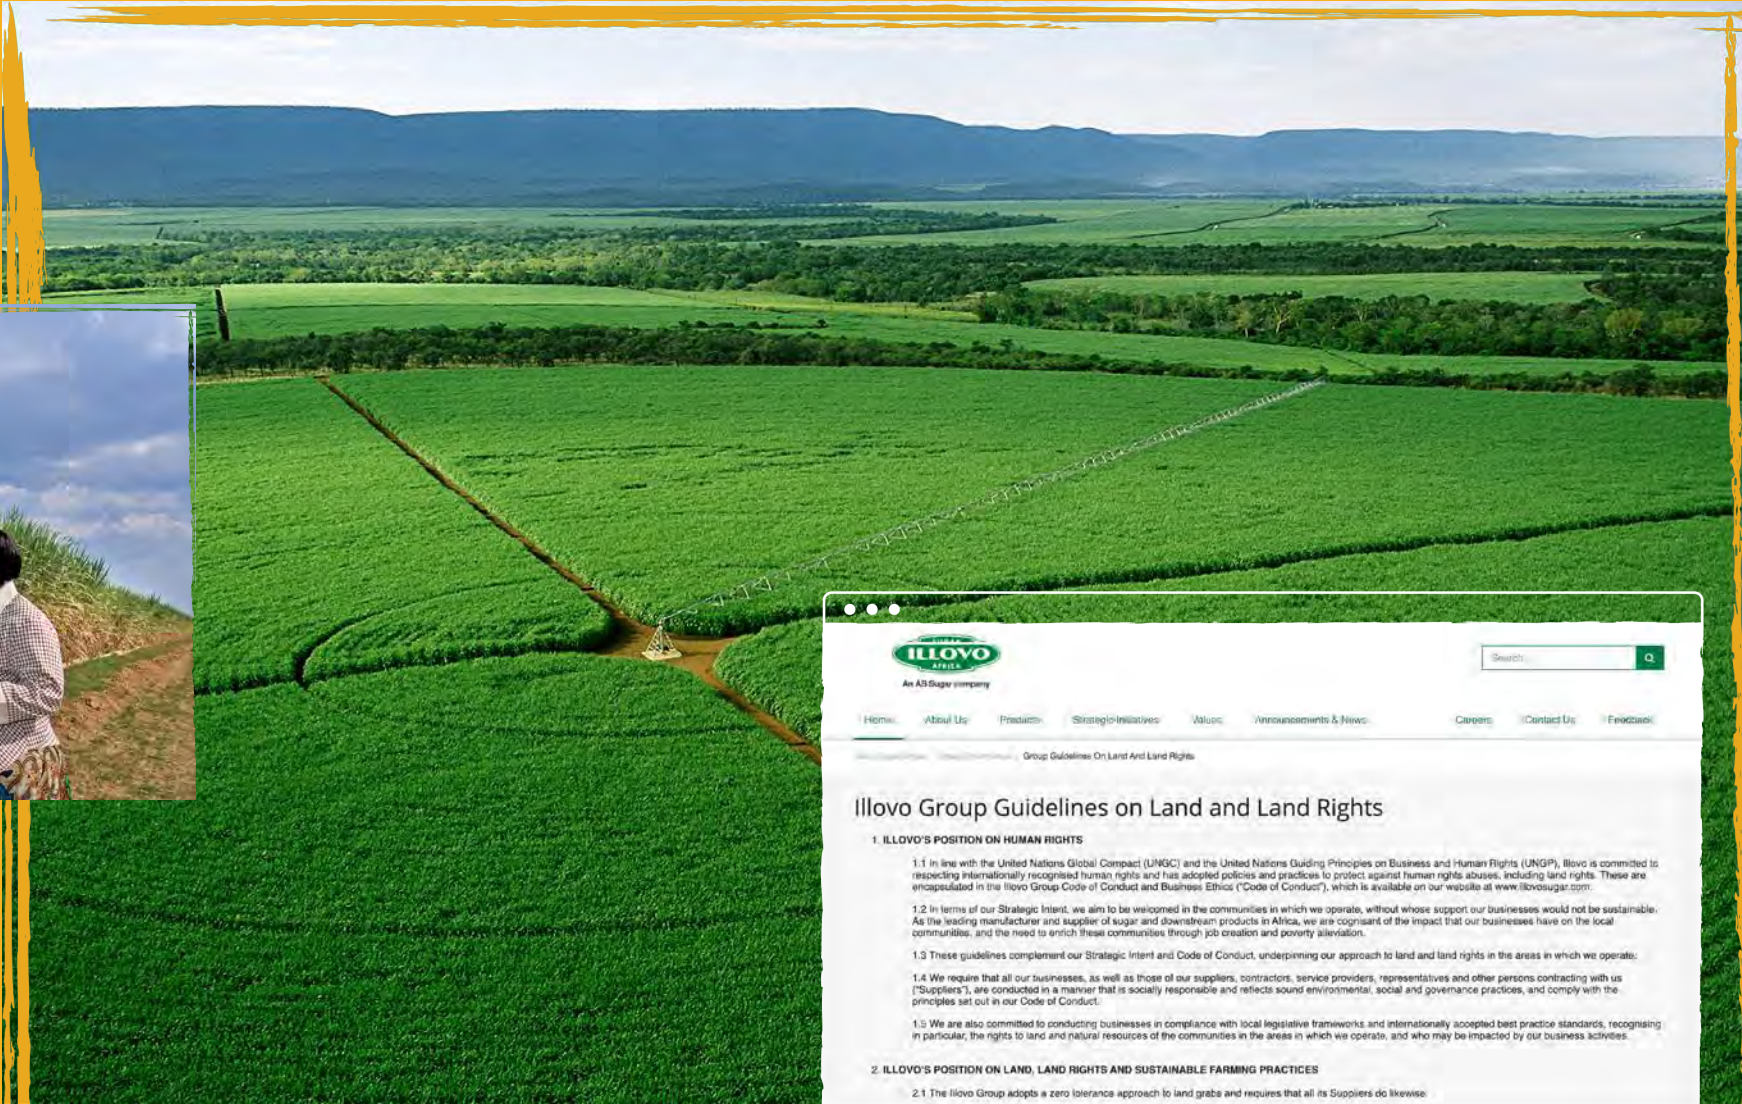 SUGAR
ILLOVO
AFRICA
An AB Sugar company
Search...
Home
About Us
Products
Strategic Initiatives
Values
Announcements & News
Careers
Contact Us
Feedback
Group Guidelines On Land And Land Rights
Illovo Group Guidelines on Land and Land Rights
1. ILLOVO'S POSITION ON HUMAN RIGHTS
1.1 In line with the United Nations Global Compact (UNGC) and the United Nations Guiding Principles on Business and Human Rights (UNGP), Illovo is committed to
respecting internationally recognised human rights and has adopted policies and practices to protect against human rights abuses, including land rights. These are
encapsulated in the Illovo Group Code of Conduct and Business Ethics ("Code of Conduct"), which is available on our website at www.illovosugar.com.
1.2 In terms of our Strategic Intent, we aim to be welcomed in the communities in which we operate, without whose support our businesses would not be sustainable.
As the leading manufacturer and supplier of sugar and downstream products in Africa, we are cognisant of the impact that our businesses have on the local
communities, and the need to enrich these communities through job creation and poverty alleviation.
1.3 These guidelines complement our Strategic Intent and Code of Conduct, underpinning our approach to land and land rights in the areas in which we operate.
1.4 We require that all our businesses, as well as those of our suppliers, contractors, service providers, representatives and other persons contracting with us
("Suppliers"), are conducted in a manner that is socially responsible and reflects sound environmental, social and governance practices, and comply with the
principles set out in our Code of Conduct.
1.5 We are also committed to conducting businesses in compliance with local legislative frameworks and internationally accepted best practice standards, recognising
in particular, the rights to land and natural resources of the communities in the areas in which we operate, and who may be impacted by our business activities.
2. ILLOVO'S POSITION ON LAND, LAND RIGHTS AND SUSTAINABLE FARMING PRACTICES
2.1 The Illovo Group adopts a zero tolerance approach to land grabs and requires that all its Suppliers do likewise.